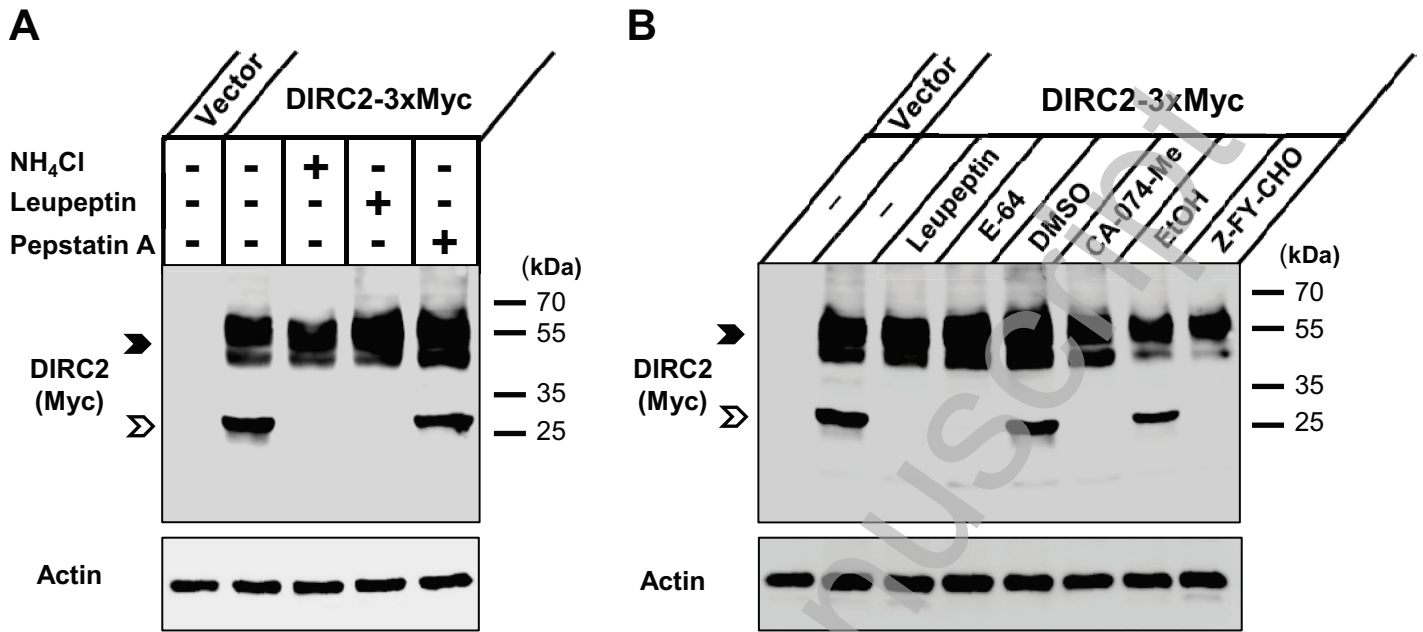 A
Vector
DIRC2-3xMyc
NH₄Cl - - + - -
Leupeptin - - - + -
Pepstatin A - - - - +
(kDa)
70
55
35
25
DIRC2
(Myc)
Actin
B
Vector
DIRC2-3xMyc
- - Leupeptin E-64 DMSO CA-074-Me EtOH Z-FY-CHO
(kDa)
70
55
35
25
DIRC2
(Myc)
Actin
nuscript